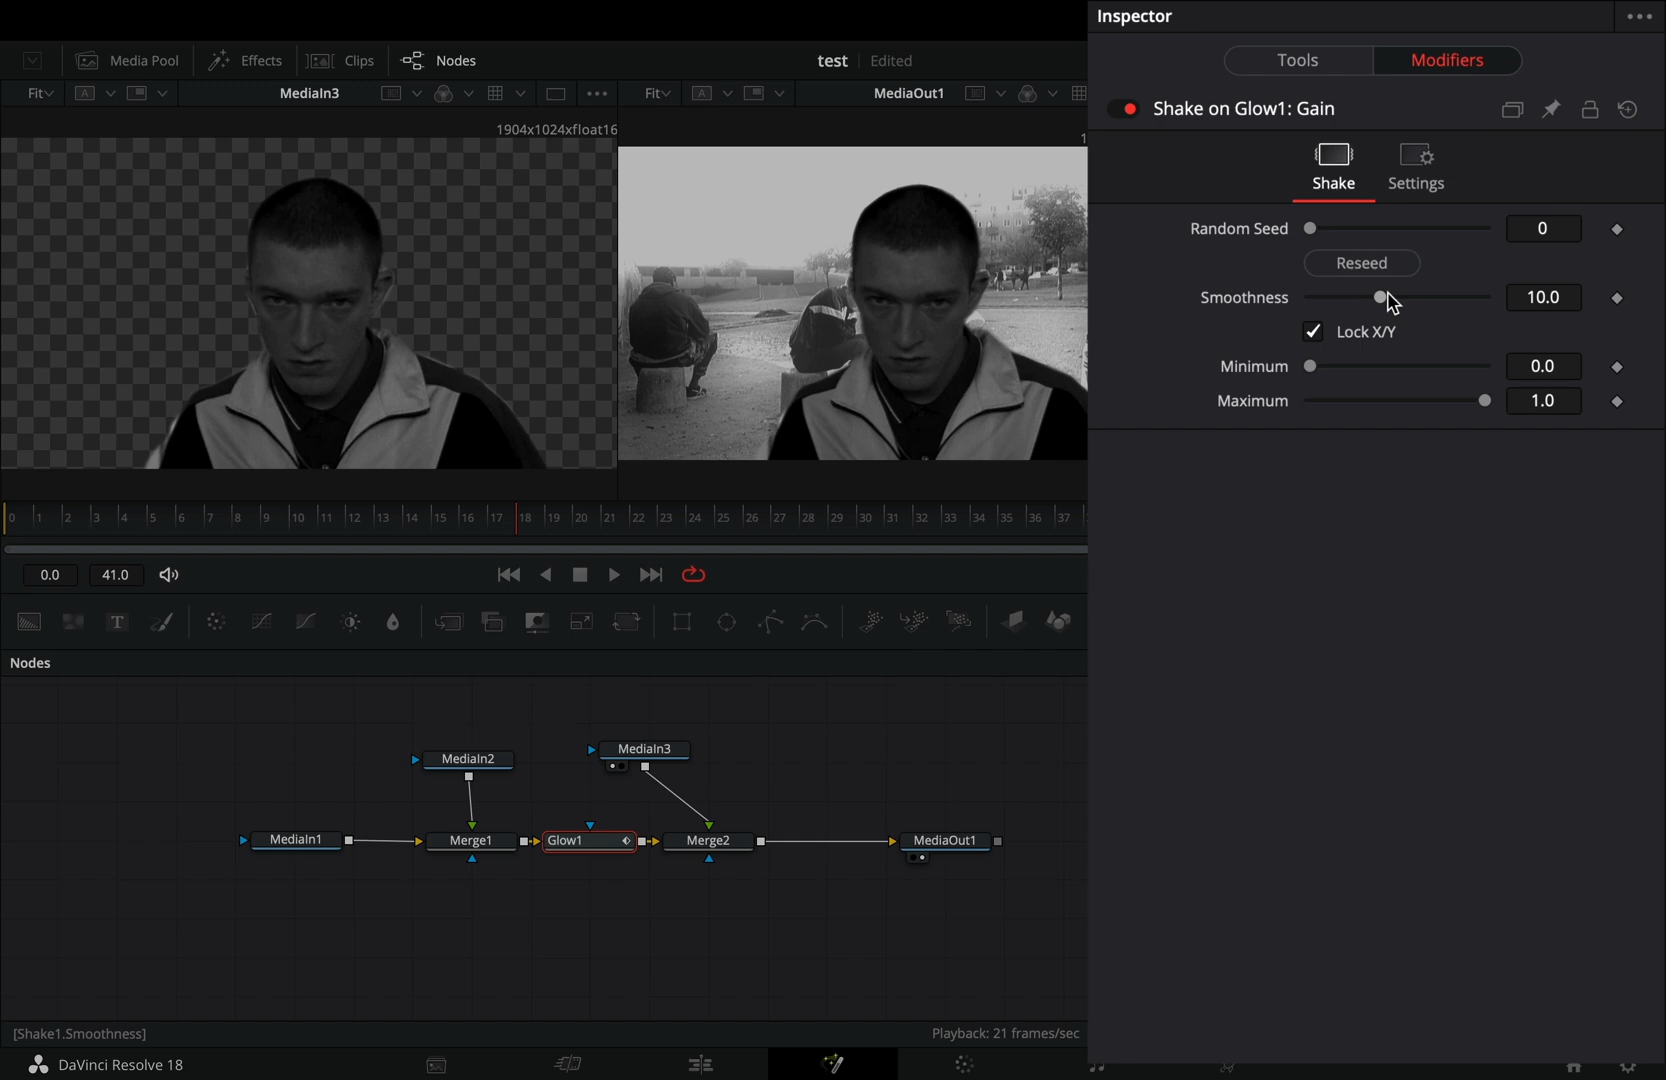 Inspector
Tools Modifiers
Media Pool Effects Clips Nodes test Edited
Fit MediaIn3 Fit MediaOut1
Shake on Glow1: Gain
1904x1024xfloat16 1
Shake Settings
Random Seed 0
Reseed
Smoothness 10.0
Lock X/Y
Minimum 0.0
Maximum 1.0
0 1 2 3 4 5 6 7 8 9 10 11 12 13 14 15 16 17 18 19 20 21 22 23 24 25 26 27 28 29 30 31 32 33 34 35 36 37
0.0 41.0
T
Nodes
MediaIn3
MediaIn2
MediaIn1 Merge1 Glow1 Merge2 MediaOut1
[Shake1.Smoothness] Playback: 21 frames/sec
DaVinci Resolve 18